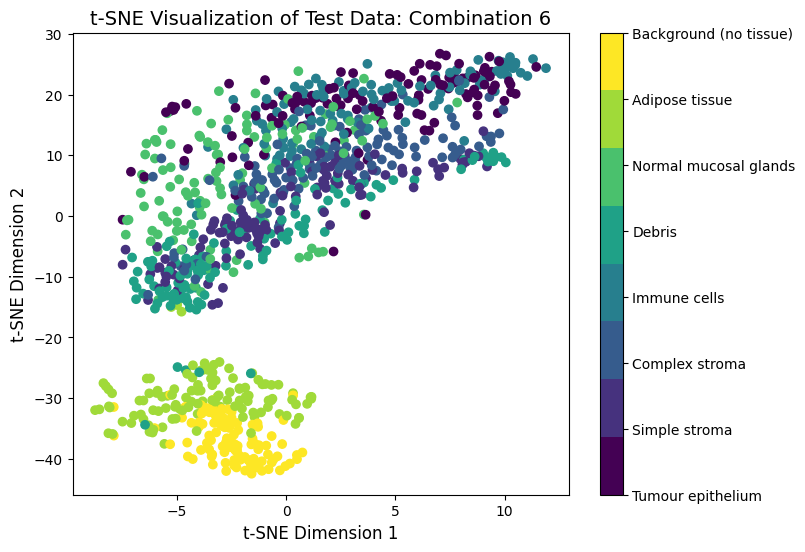 t-SNE Visualization of Test Data: Combination 6
30
20
10
0
−10
−20
−30
−40
t-SNE Dimension 2
−5
0
5
10
t-SNE Dimension 1
Background (no tissue)
Adipose tissue
Normal mucosal glands
Debris
Immune cells
Complex stroma
Simple stroma
Tumour epithelium